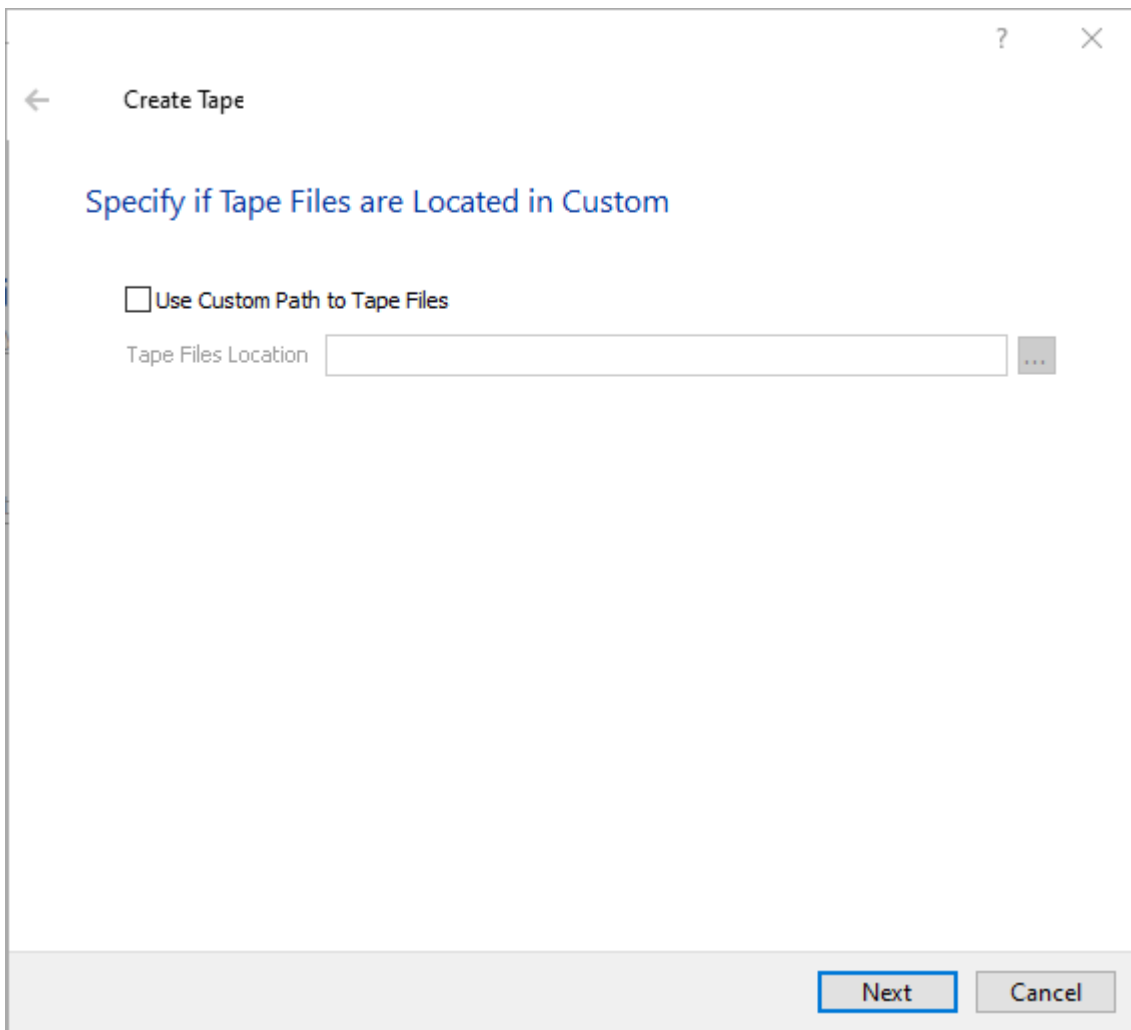 ?
Create Tape
Specify if Tape Files are Located in Custom
Use Custom Path to Tape Files
Tape Files Location
...
Next Cancel